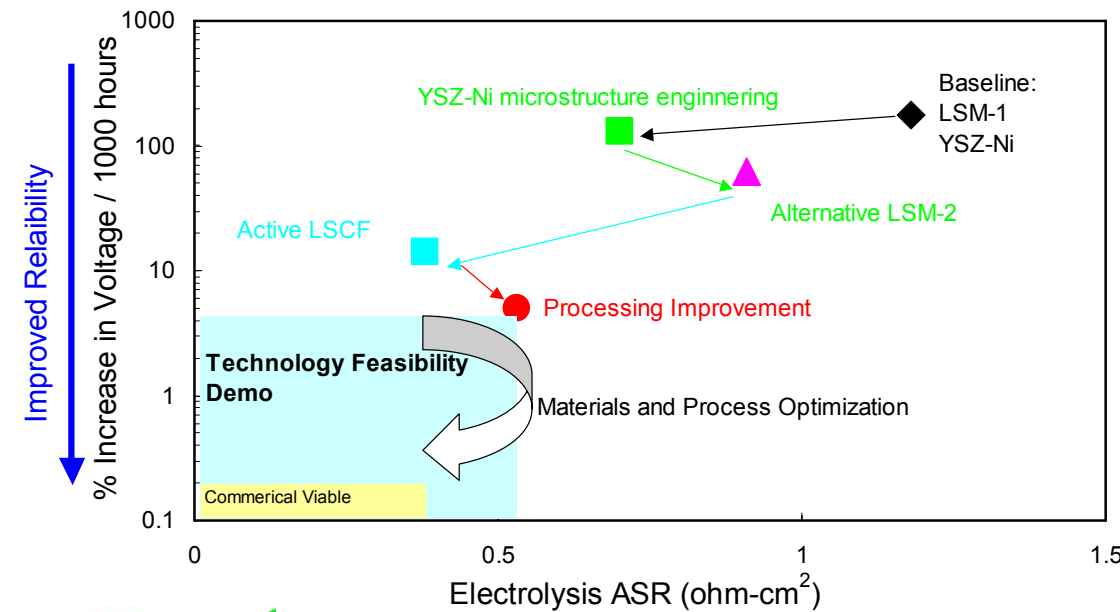 1000
100
10
1
0.1
Improved Relaibility
% Increase in Voltage / 1000 hours
YSZ-Ni microstructure enginnering
Baseline:
LSM-1
YSZ-Ni
Alternative LSM-2
Active LSCF
Processing Improvement
Technology Feasibility
Demo
Materials and Process Optimization
Commerical Viable
0
0.5
1
1.5
Electrolysis ASR (ohm-cm²)